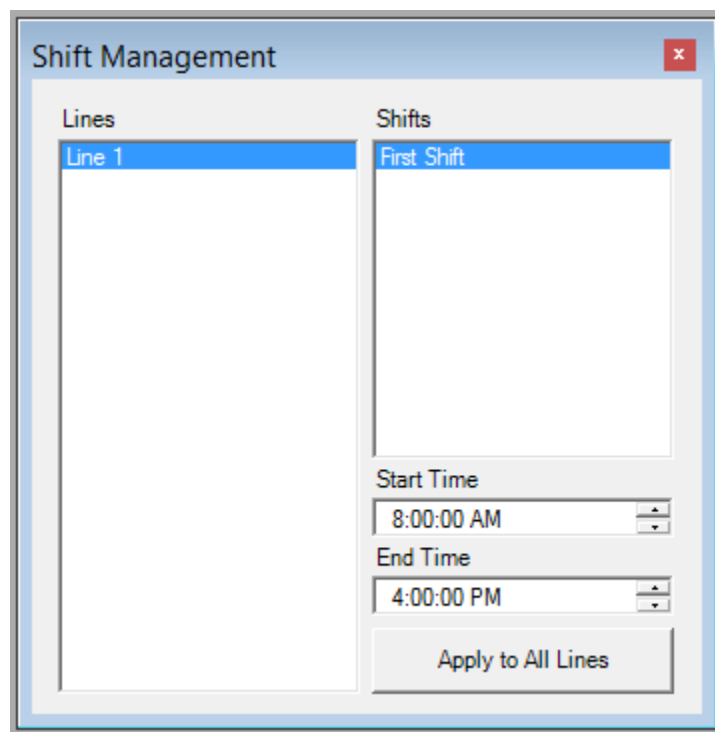 Shift Management
x
Lines
Line 1
Shifts
First Shift
Start Time
8:00:00 AM
End Time
4:00:00 PM
Apply to All Lines